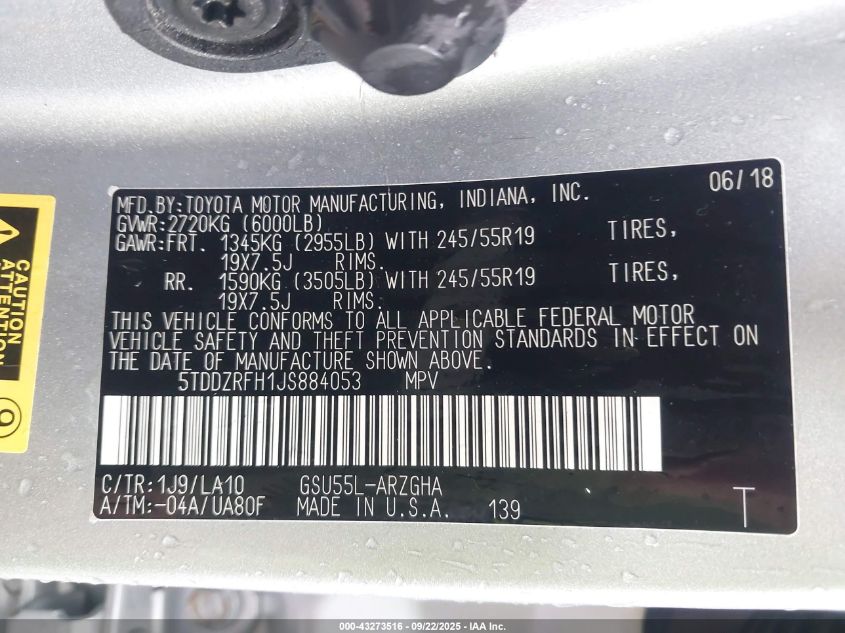 06/18
MFD.BY:TOYOTA MOTOR MANUFACTURING, INDIANA, INC.
GVWR:2720KG (6000LB)
GAWR:FRT. 1345KG (2955LB) WITH 245/55R19 TIRES,
19X7.5J RIMS.
RR. 1590KG (3505LB) WITH 245/55R19 TIRES,
19X7.5J RIMS.
THIS VEHICLE CONFORMS TO ALL APPLICABLE FEDERAL MOTOR
VEHICLE SAFETY AND THEFT PREVENTION STANDARDS IN EFFECT ON
THE DATE OF MANUFACTURE SHOWN ABOVE.
5TDDZRFH1JS884053 MPV
C/TR:1J9/LA10 GSU55L-ARZGHA
A/TM:-04A/UA80F MADE IN U.S.A. 139 T
CAUTION
ATTENTION
000-43273516 - 09/22/2025 - IAA Inc.